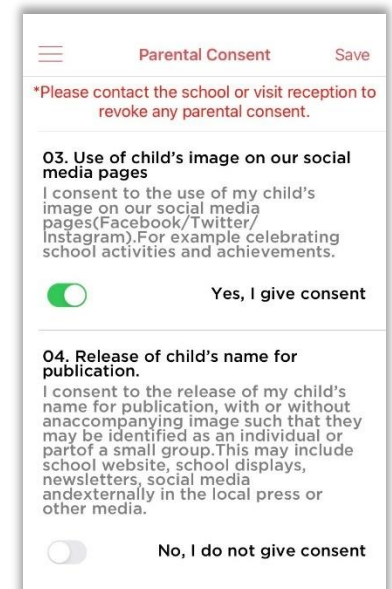 Parental Consent Save
*Please contact the school or visit reception to
revoke any parental consent.
03. Use of child's image on our social
media pages
I consent to the use of my child's
image on our social media
pages(Facebook/Twitter/
Instagram).For example celebrating
school activities and achievements.
Yes, I give consent
04. Release of child's name for
publication.
I consent to the release of my child's
name for publication, with or without
anaccompanying image such that they
may be identified as an individual or
partof a small group.This may include
school website, school displays,
newsletters, social media
andexternally in the local press or
other media.
No, I do not give consent